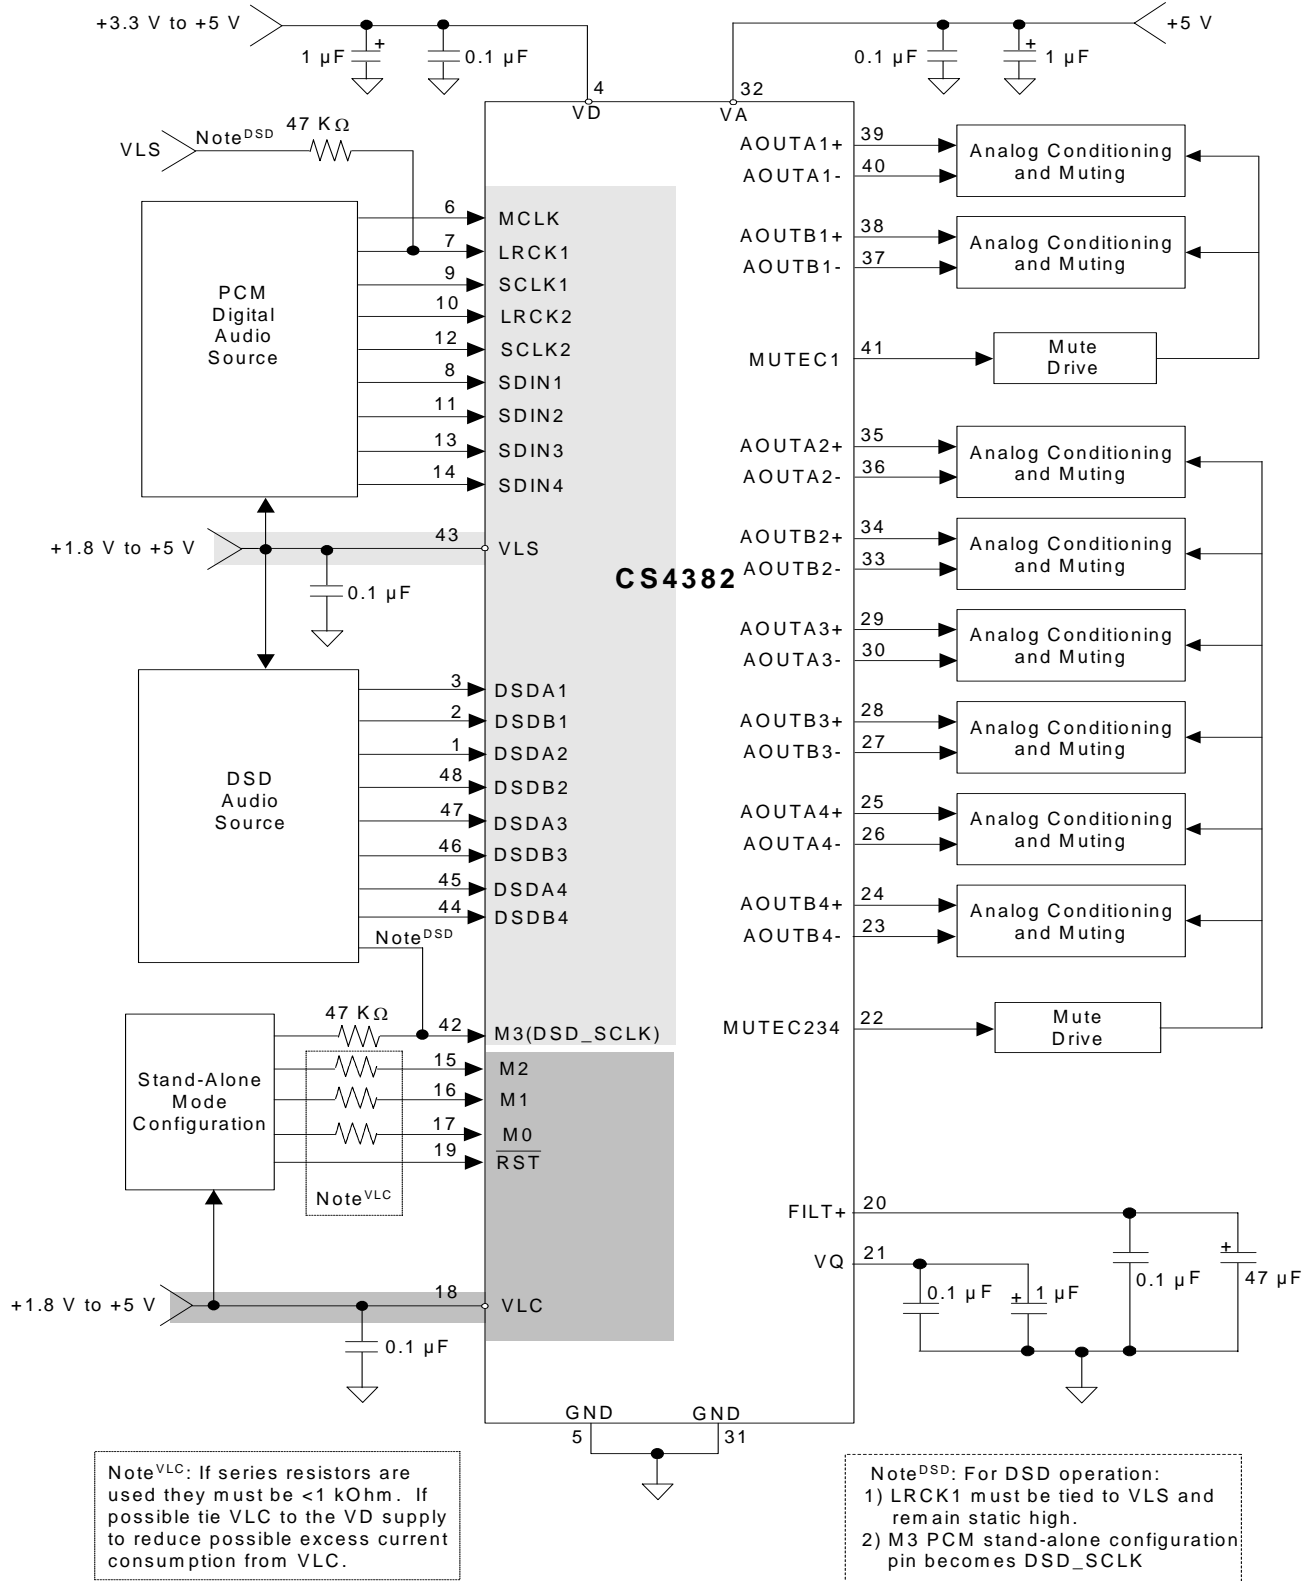 +3.3 V to +5 V
1 µF
+
0.1 µF
0.1 µF
+
1 µF
+5 V
4
VD
32
VA
VLS
Note^DSD
47 KΩ
PCM
Digital
Audio
Source
6
MCLK
7
LRCK1
9
SCLK1
10
LRCK2
12
SCLK2
8
SDIN1
11
SDIN2
13
SDIN3
14
SDIN4
+1.8 V to +5 V
43
VLS
0.1 µF
CS4382
DSD
Audio
Source
3
DSDA1
2
DSDB1
1
DSDA2
48
DSDB2
47
DSDA3
46
DSDB3
45
DSDA4
44
DSDB4
Note^DSD
47 KΩ
42
M3(DSD_SCLK)
Stand-Alone
Mode
Configuration
15
M2
16
M1
17
M0
19
RST
Note^VLC
+1.8 V to +5 V
18
VLC
0.1 µF
AOUTA1+
39
AOUTA1-
40
Analog Conditioning
and Muting
AOUTB1+
38
AOUTB1-
37
Analog Conditioning
and Muting
MUTEC1
41
Mute
Drive
AOUTA2+
35
AOUTA2-
36
Analog Conditioning
and Muting
AOUTB2+
34
AOUTB2-
33
Analog Conditioning
and Muting
AOUTA3+
29
AOUTA3-
30
Analog Conditioning
and Muting
AOUTB3+
28
AOUTB3-
27
Analog Conditioning
and Muting
AOUTA4+
25
AOUTA4-
26
Analog Conditioning
and Muting
AOUTB4+
24
AOUTB4-
23
Analog Conditioning
and Muting
MUTEC234
22
Mute
Drive
FILT+
20
VQ
21
0.1 µF
+
1 µF
0.1 µF
+
47 µF
GND
5
GND
31
Note^VLC: If series resistors are
used they must be <1 kOhm. If
possible tie VLC to the VD supply
to reduce possible excess current
consumption from VLC.
Note^DSD: For DSD operation:
1) LRCK1 must be tied to VLS and
remain static high.
2) M3 PCM stand-alone configuration
pin becomes DSD_SCLK